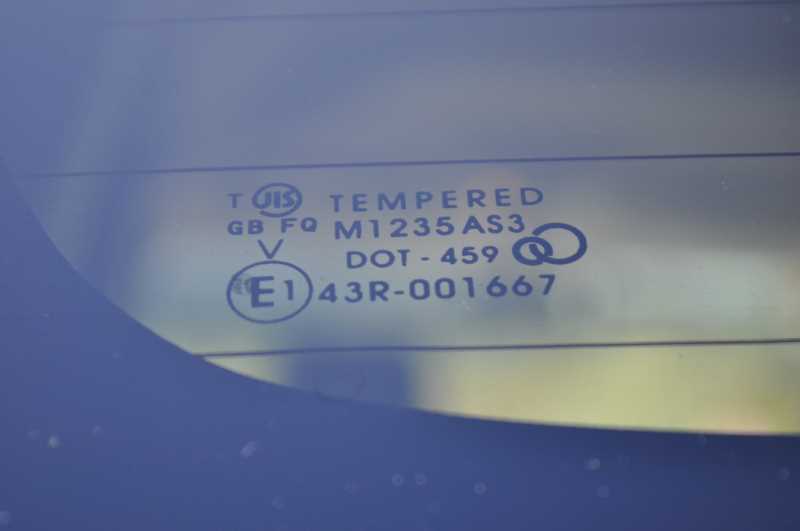 T JIS TEMPERED
GB FQ M1235AS3
V DOT-459
E1 43R-001667